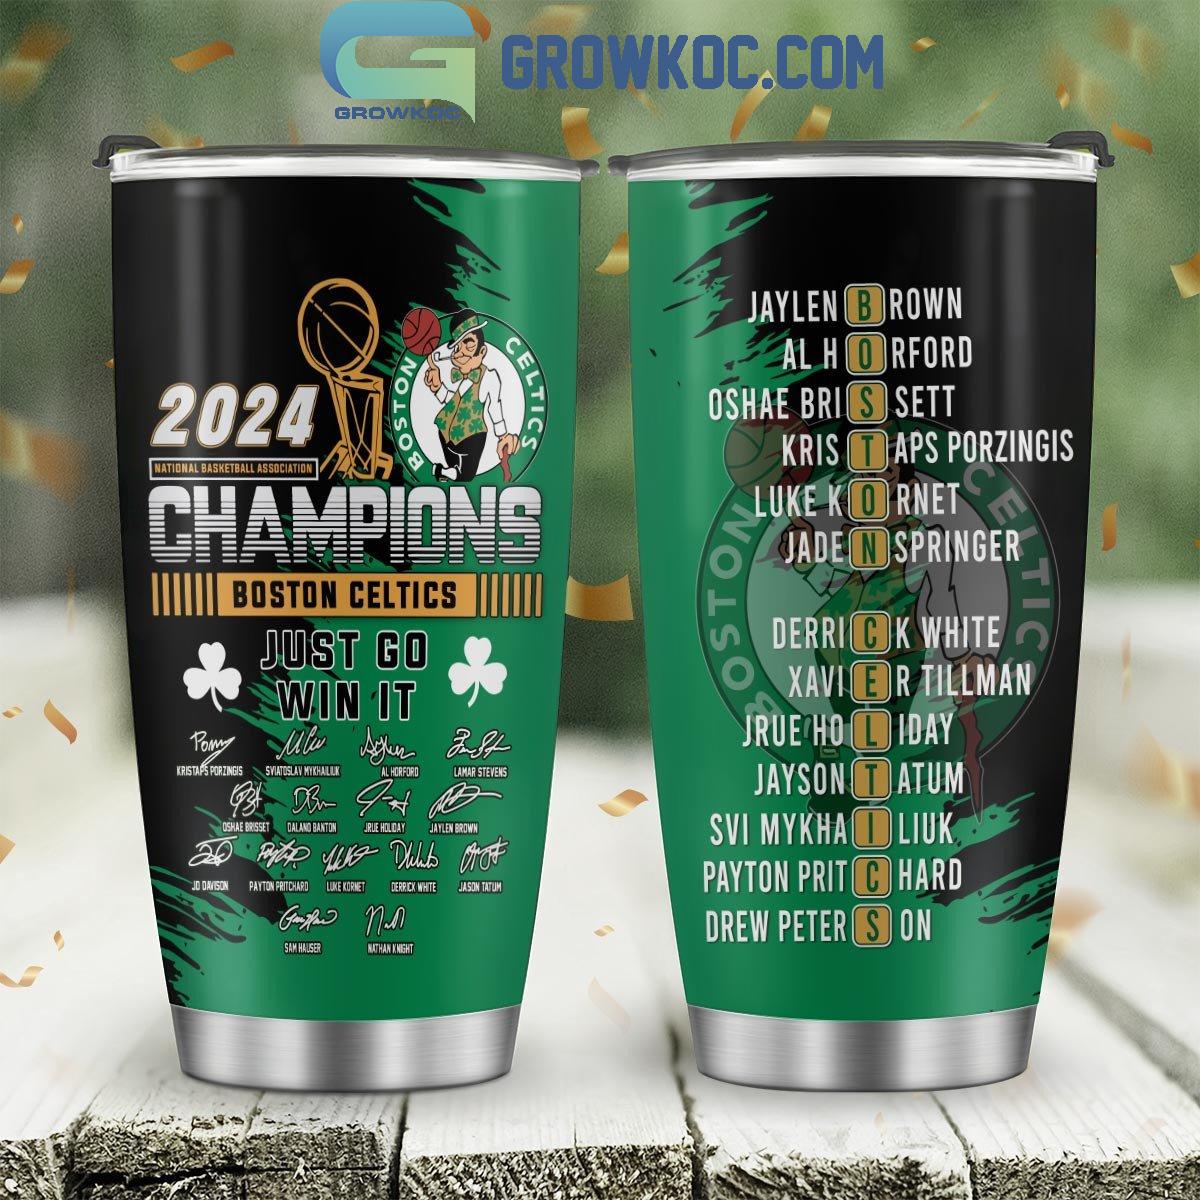 GROWKOC.COM
GROWKOC
2024
NATIONAL BASKETBALL ASSOCIATION
CHAMPIONS
BOSTON CELTICS
BOSTON CELTICS
JUST GO
WIN IT
KRISTAPS PORZINGIS
SVIATOSLAV MYKHAILIUK
AL HORFORD
LAMAR STEVENS
OSHAE BRISSET
DALANO BANTON
JRUE HOLIDAY
JAYLEN BROWN
JD DAVISON
PAYTON PRITCHARD
LUKE KORNET
DERRICK WHITE
JASON TATUM
SAM HAUSER
NATHAN KNIGHT
JAYLEN BROWN
AL HORFORD
OSHAE BRISSETT
KRISTAPS PORZINGIS
LUKE KORNET
JADEN SPRINGER
DERRICK WHITE
XAVIER TILLMAN
JRUE HOLIDAY
JAYSON TATUM
SVI MYKHAILIUK
PAYTON PRITCHARD
DREW PETERSON
BOSTON CELTICS